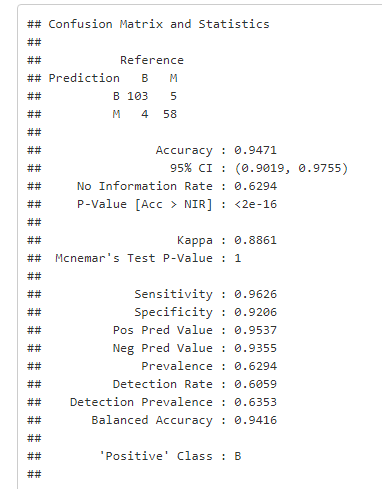 ## Confusion Matrix and Statistics
##
##           Reference
## Prediction   B   M
##          B 103   5
##          M   4  58
##
##                Accuracy : 0.9471
##                  95% CI : (0.9019, 0.9755)
##     No Information Rate : 0.6294
##     P-Value [Acc > NIR] : <2e-16
##
##                   Kappa : 0.8861
##  Mcnemar's Test P-Value : 1
##
##             Sensitivity : 0.9626
##             Specificity : 0.9206
##          Pos Pred Value : 0.9537
##          Neg Pred Value : 0.9355
##              Prevalence : 0.6294
##          Detection Rate : 0.6059
##    Detection Prevalence : 0.6353
##       Balanced Accuracy : 0.9416
##
##        'Positive' Class : B
##